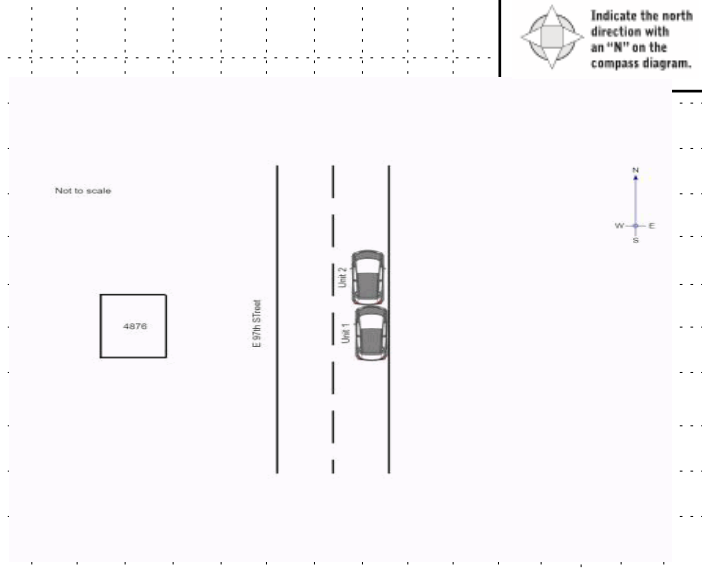 Indicate the north
direction with
an “N” on the
compass diagram.
Not to scale
N
W E
S
Unit 2
4876
E 97th STreet
Unit 1